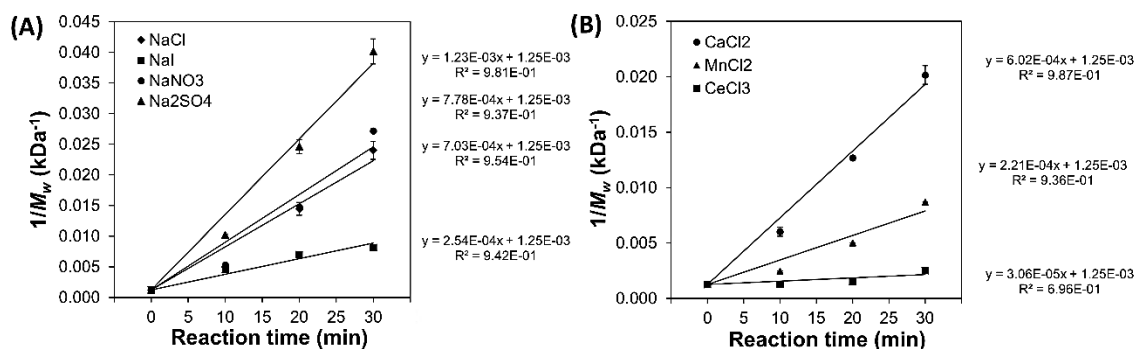 (A)
NaCl
NaI
NaNO3
Na2SO4
y = 1.23E-03x + 1.25E-03
R² = 9.81E-01
y = 7.78E-04x + 1.25E-03
R² = 9.37E-01
y = 7.03E-04x + 1.25E-03
R² = 9.54E-01
y = 2.54E-04x + 1.25E-03
R² = 9.42E-01
1/Mw (kDa⁻¹)
0.045
0.040
0.035
0.030
0.025
0.020
0.015
0.010
0.005
0.000
0 5 10 15 20 25 30
Reaction time (min)
(B)
CaCl2
MnCl2
CeCl3
y = 6.02E-04x + 1.25E-03
R² = 9.87E-01
y = 2.21E-04x + 1.25E-03
R² = 9.36E-01
y = 3.06E-05x + 1.25E-03
R² = 6.96E-01
1/Mw (kDa⁻¹)
0.025
0.020
0.015
0.010
0.005
0.000
0 5 10 15 20 25 30
Reaction time (min)